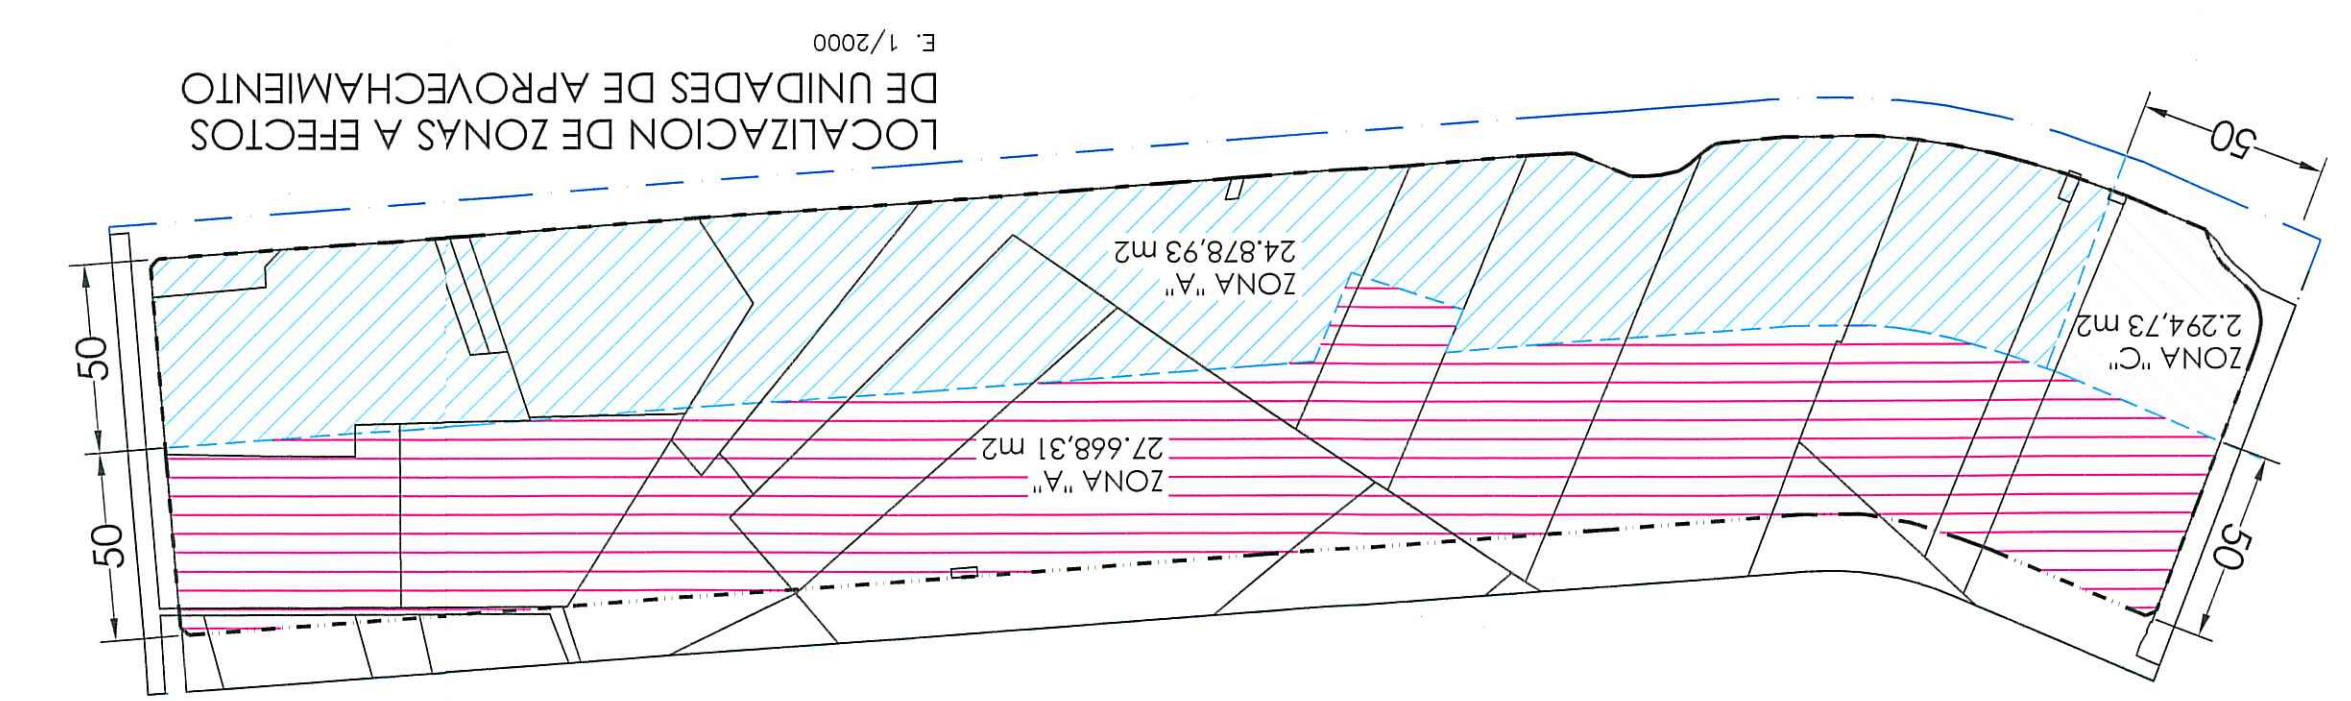 50
50
ZONA "A"
27.668,31 m2
ZONA "C"
2.294,73 m2
50
ZONA "A"
24.878,93 m2
50
LOCALIZACION DE ZONAS A EFECTOS
DE UNIDADES DE APROVECHAMIENTO
E. 1/2000